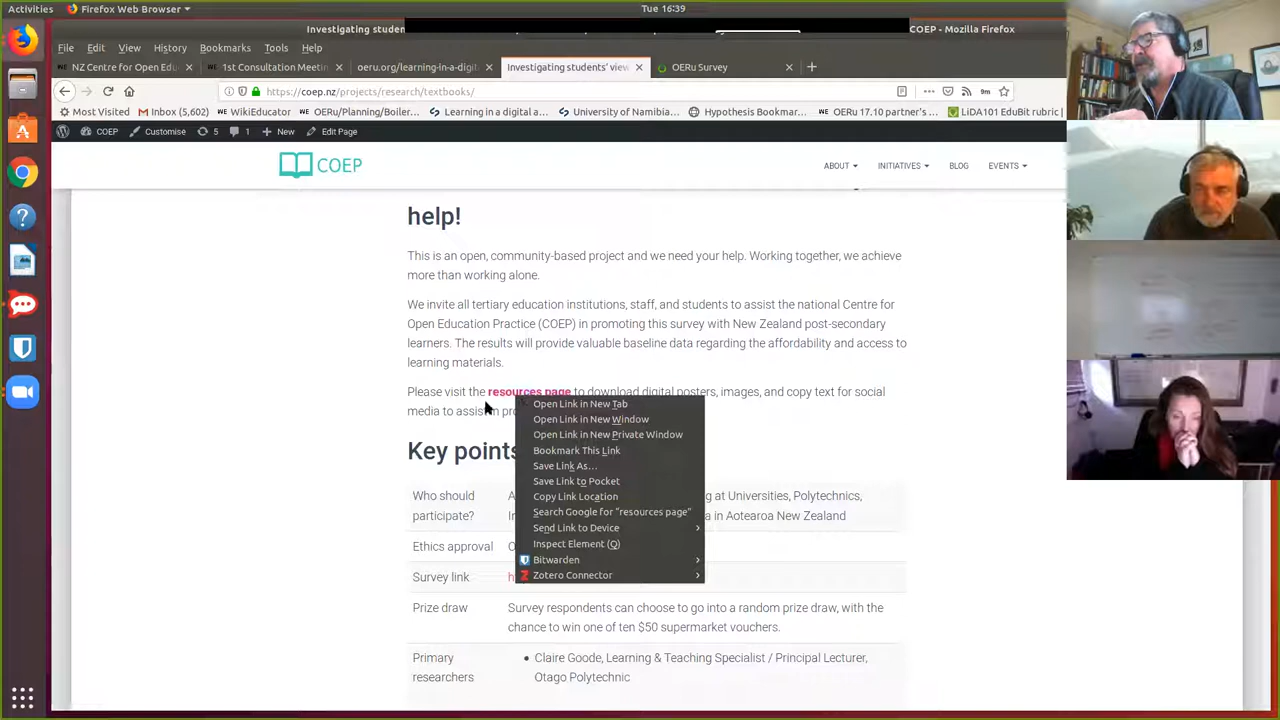 Activities Firefox Web Browser Tue 16:39
Investigating studen COEP - Mozilla Firefox
File Edit View History Bookmarks Tools Help
NZ Centre for Open Edu 1st Consultation Meetin oeru.org/learning-in-a-digit Investigating students' view OERu Survey
https://coep.nz/projects/research/textbooks/ 9m
Most Visited Inbox (5,602) WikiEducator OERu/Planning/Boiler... Learning in a digital a... University of Namibia... Hypothesis Bookmar... OERu 17.10 partner's... LiDA101 EduBit rubric
COEP Customise 5 1 New Edit Page
COEP ABOUT INITIATIVES BLOG EVENTS
help!
This is an open, community-based project and we need your help. Working together, we achieve
more than working alone.
We invite all tertiary education institutions, staff, and students to assist the national Centre for
Open Education Practice (COEP) in promoting this survey with New Zealand post-secondary
learners. The results will provide valuable baseline data regarding the affordability and access to
learning materials.
Please visit the resources page to download digital posters, images, and copy text for social
media to assist in pr
Open Link in New Tab
Open Link in New Window
Open Link in New Private Window
Bookmark This Link
Save Link As...
Save Link to Pocket
Copy Link Location
Search Google for "resources page"
Send Link to Device
Inspect Element (Q)
Bitwarden
Zotero Connector
Key points
Who should g at Universities, Polytechnics,
participate? a in Aotearoa New Zealand
Ethics approval
Survey link
Prize draw Survey respondents can choose to go into a random prize draw, with the
chance to win one of ten $50 supermarket vouchers.
Primary Claire Goode, Learning & Teaching Specialist / Principal Lecturer,
researchers Otago Polytechnic